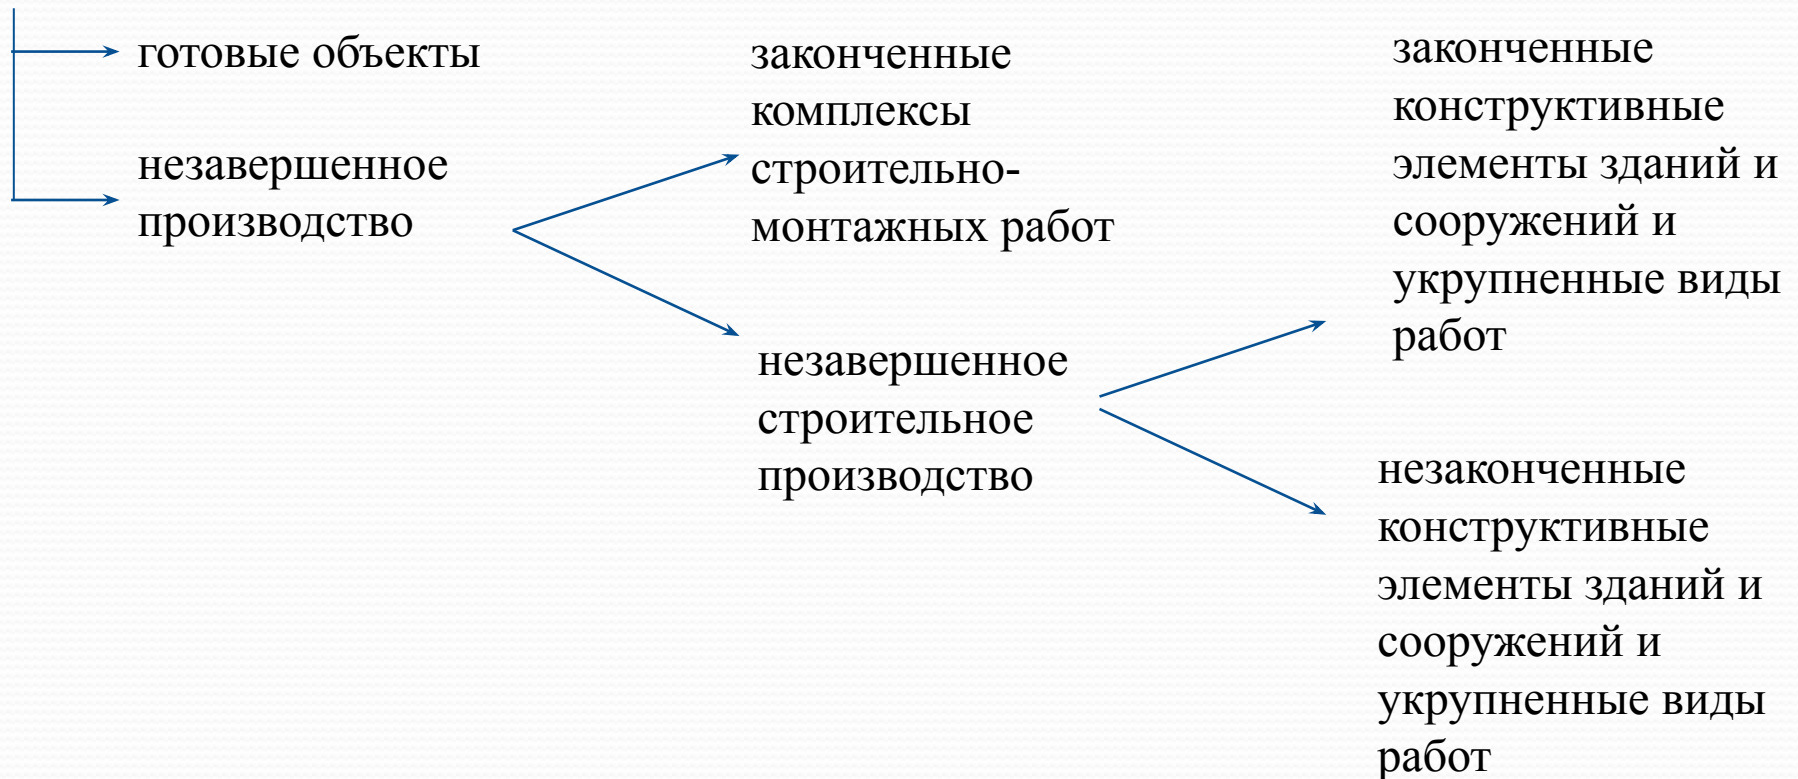 готовые объекты
незавершенное
производство
законченные
комплексы
строительно-
монтажных работ
незавершенное
строительное
производство
законченные
конструктивные
элементы зданий и
сооружений и
укрупненные виды
работ
незаконченные
конструктивные
элементы зданий и
сооружений и
укрупненные виды
работ